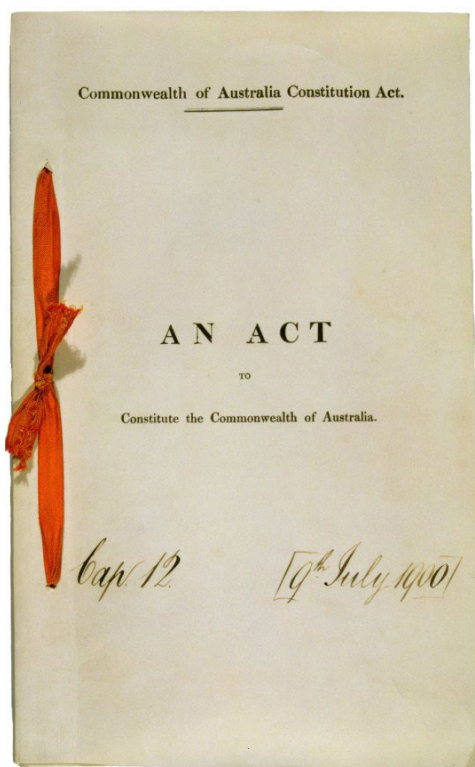 Commonwealth of Australia Constitution Act.
AN ACT
TO
Constitute the Commonwealth of Australia.
Cap. 12. [9th July 1900]